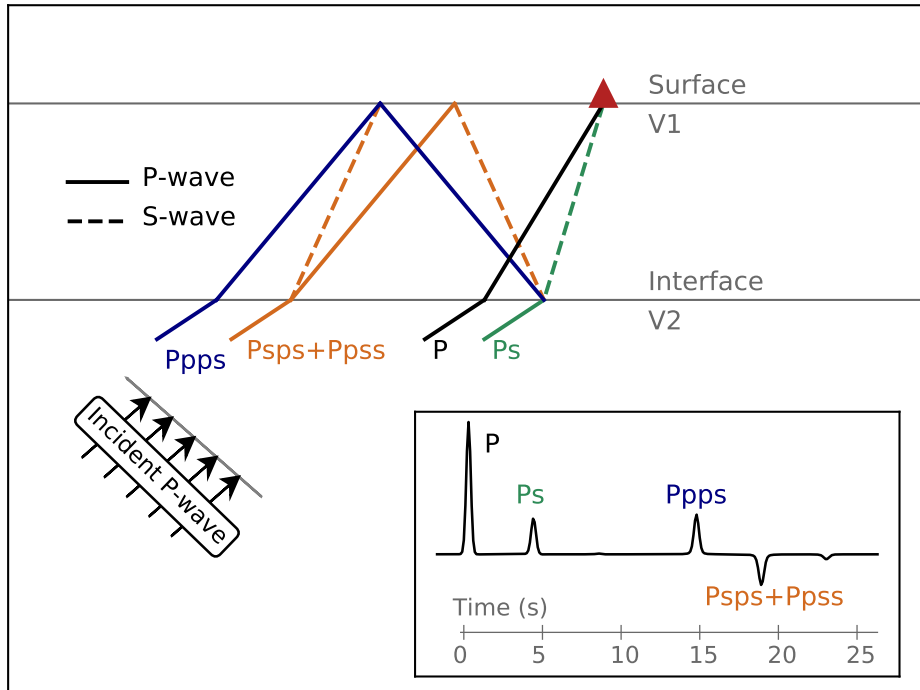 Surface
V1
P-wave
S-wave
Interface
V2
Ppps
Psps+Ppss
P
Ps
Incident P-wave
P
Ps
Ppps
Psps+Ppss
Time (s)
0 5 10 15 20 25